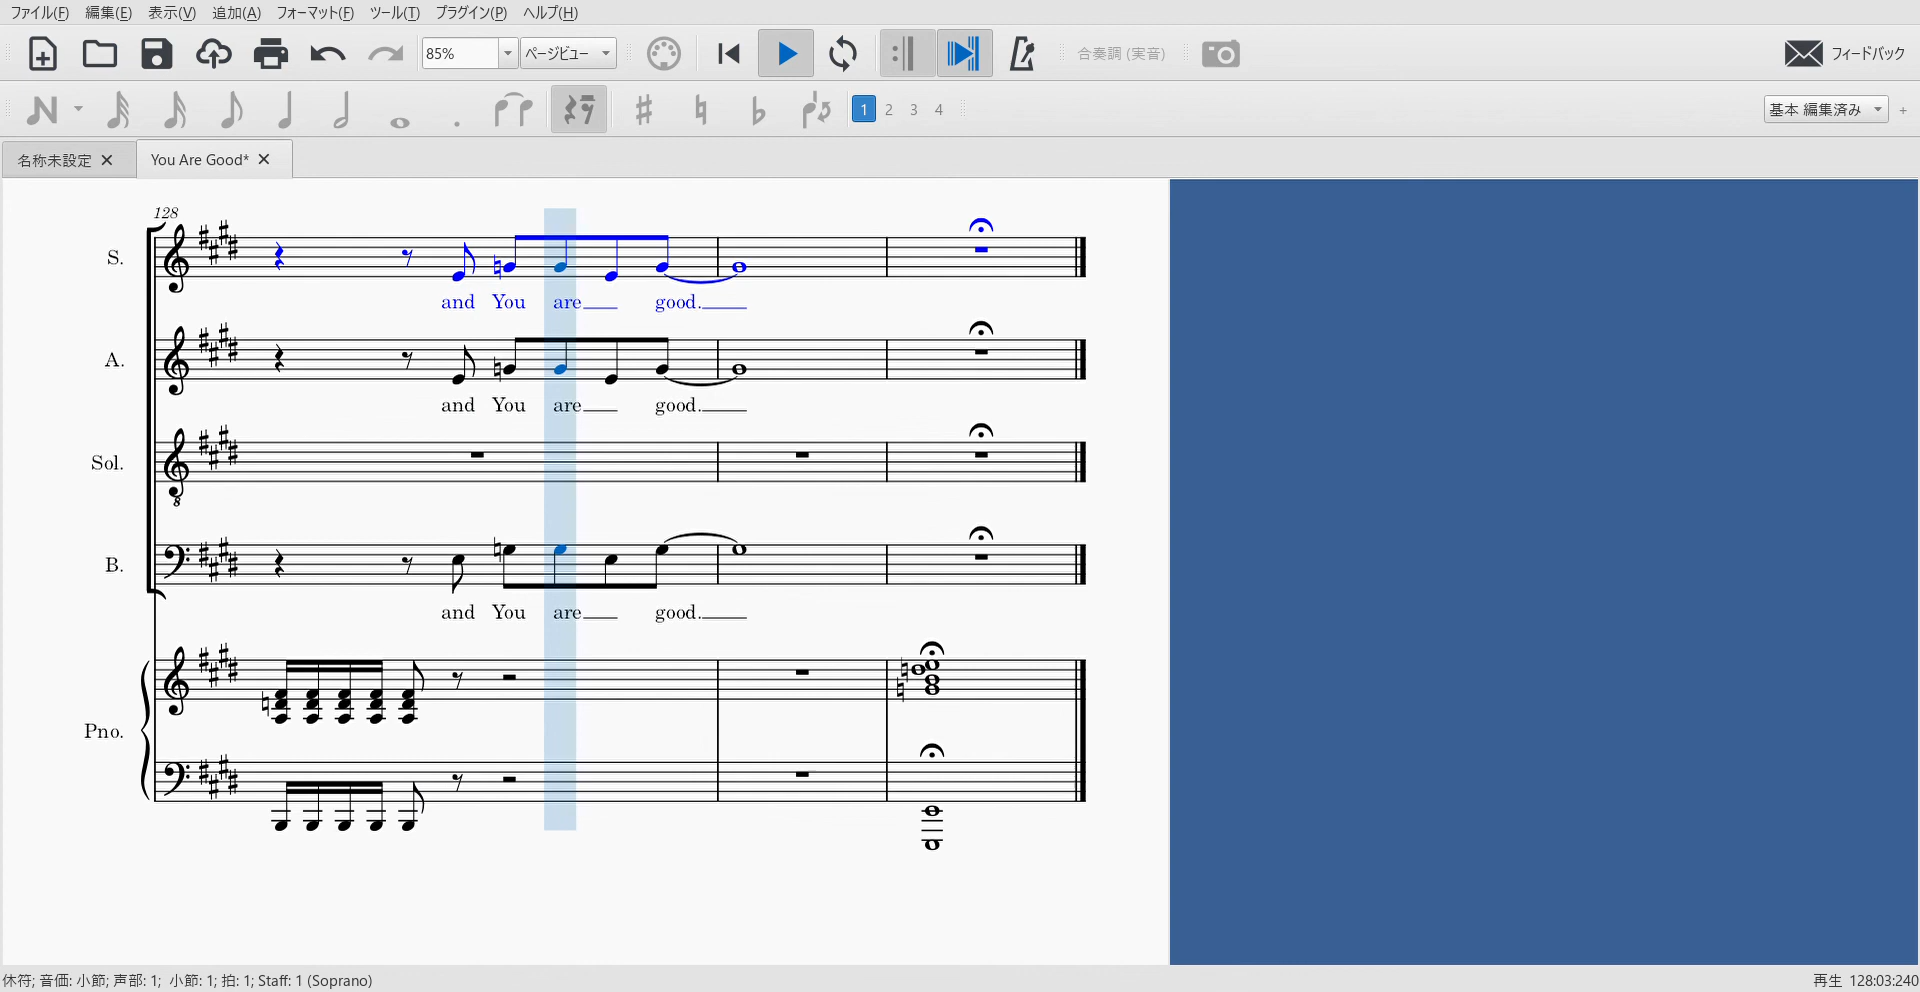 ファイル(F) 編集(E) 表示(V) 追加(A) フォーマット(F) ツール(T) プラグイン(P) ヘルプ(H)
85% ページビュー 合奏調 (実音) フィードバック
1 2 3 4 基本 編集済み +
名称未設定 You Are Good*
128
S.
and You are good.
A.
and You are good.
Sol.
8
B.
and You are good.
Pno.
休符; 音価: 小節; 声部: 1; 小節: 1; 拍: 1; Staff: 1 (Soprano) 再生 128:03:240